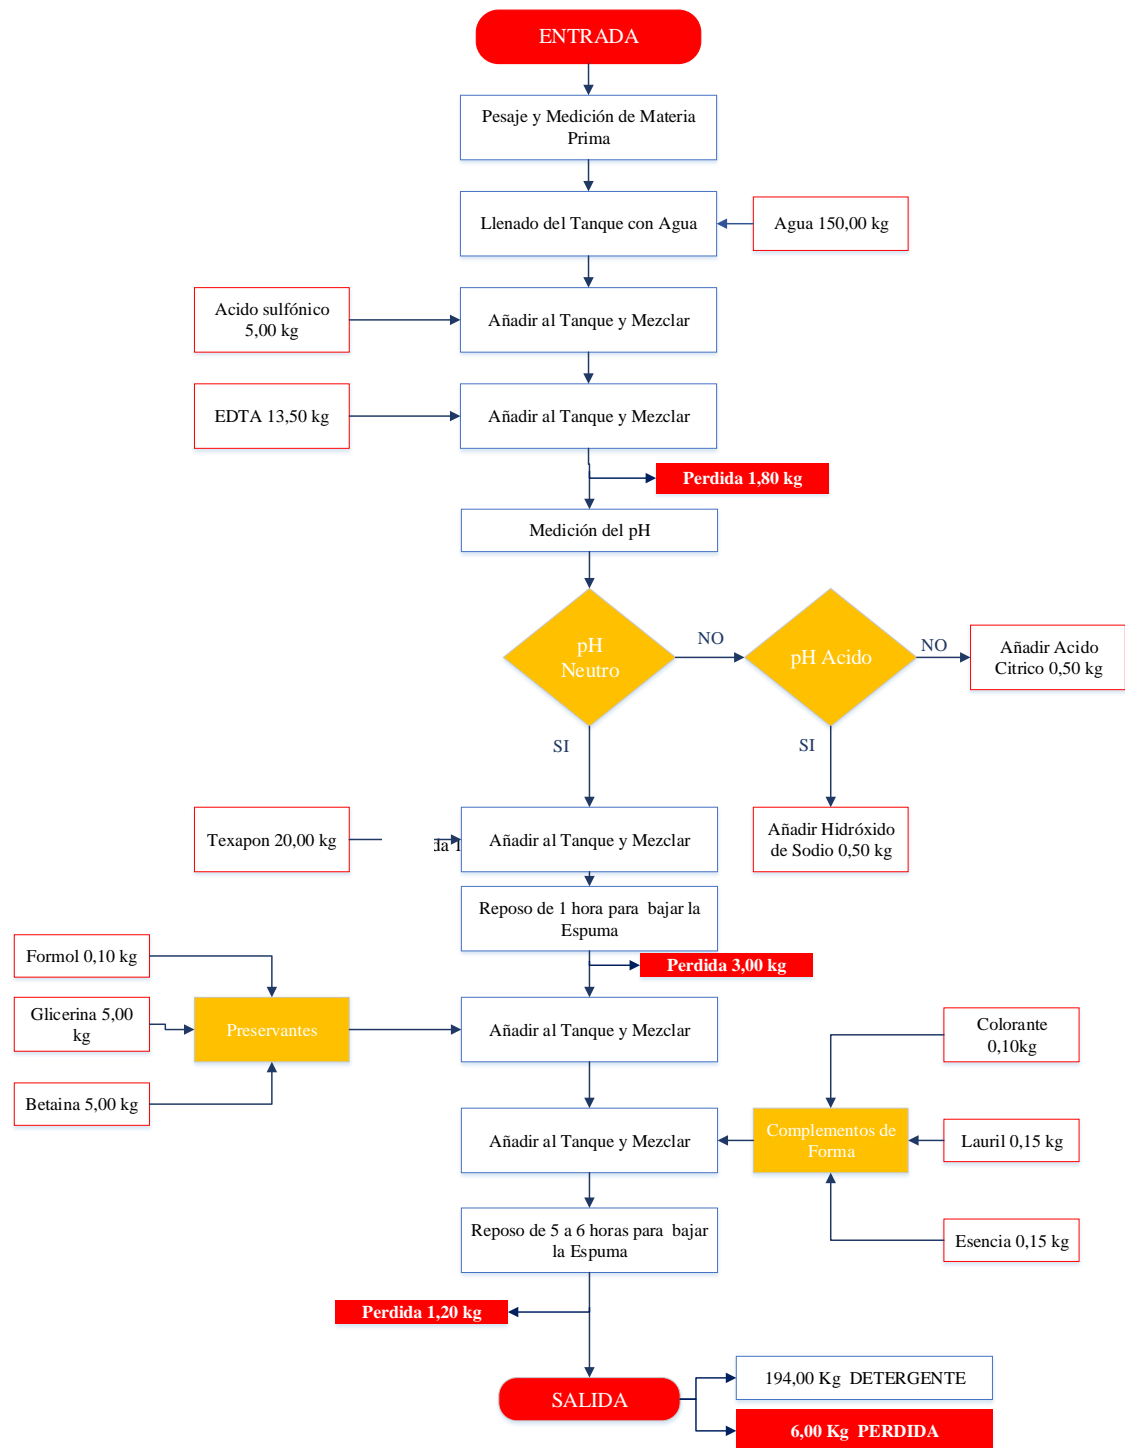 ENTRADA
Pesaje y Medición de Materia
Prima
Llenado del Tanque con Agua
Agua 150,00 kg
Acido sulfónico
5,00 kg
Añadir al Tanque y Mezclar
EDTA 13,50 kg
Añadir al Tanque y Mezclar
Perdida 1,80 kg
Medición del pH
pH
Neutro
NO
pH Acido
NO
Añadir Acido
Citrico 0,50 kg
SI
SI
Texapon 20,00 kg
da 1
Añadir al Tanque y Mezclar
Añadir Hidróxido
de Sodio 0,50 kg
Reposo de 1 hora para bajar la
Espuma
Perdida 3,00 kg
Formol 0,10 kg
Glicerina 5,00
kg
Betaina 5,00 kg
Preservantes
Añadir al Tanque y Mezclar
Colorante
0,10kg
Añadir al Tanque y Mezclar
Complementos de
Forma
Lauril 0,15 kg
Esencia 0,15 kg
Reposo de 5 a 6 horas para bajar
la Espuma
Perdida 1,20 kg
SALIDA
194,00 Kg DETERGENTE
6,00 Kg PERDIDA